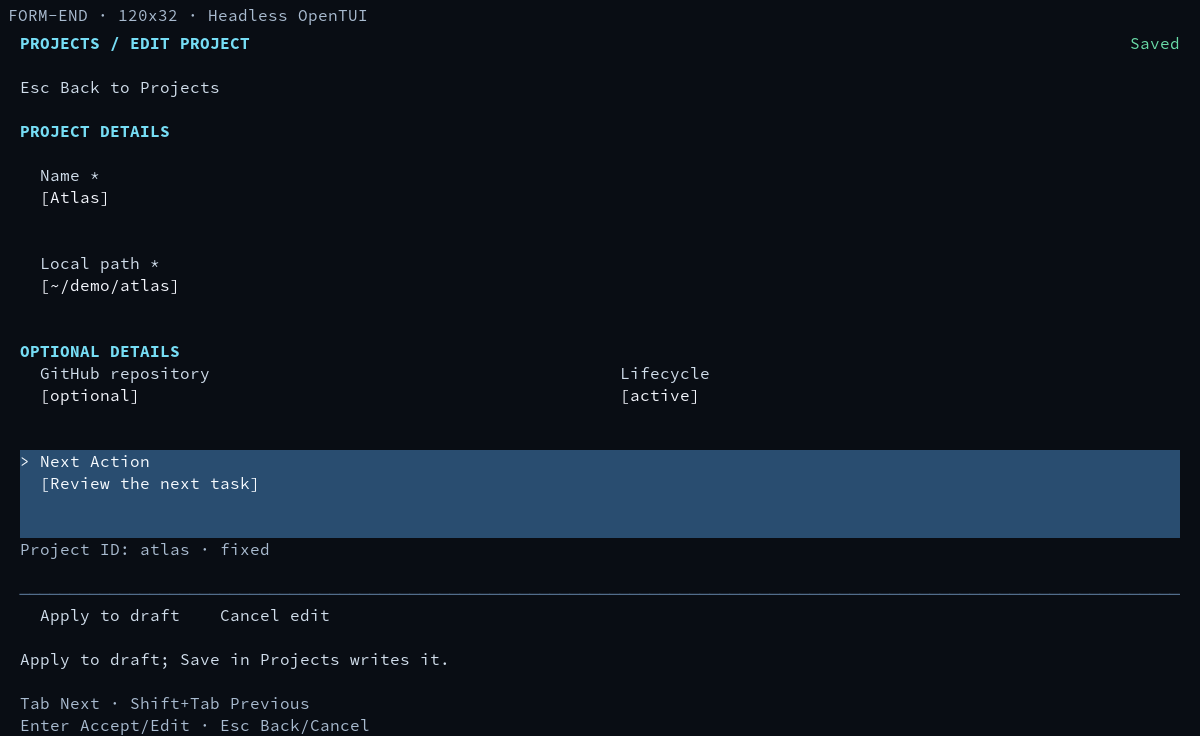 FORM-END · 120x32 · Headless OpenTUI
PROJECTS / EDIT PROJECT    Saved
Esc Back to Projects
PROJECT DETAILS
Name *
[Atlas]
Local path *
[~/demo/atlas]
OPTIONAL DETAILS
GitHub repository    Lifecycle
[optional]    [active]
> Next Action
[Review the next task]
Project ID: atlas · fixed
Apply to draft    Cancel edit
Apply to draft; Save in Projects writes it.
Tab Next · Shift+Tab Previous
Enter Accept/Edit · Esc Back/Cancel